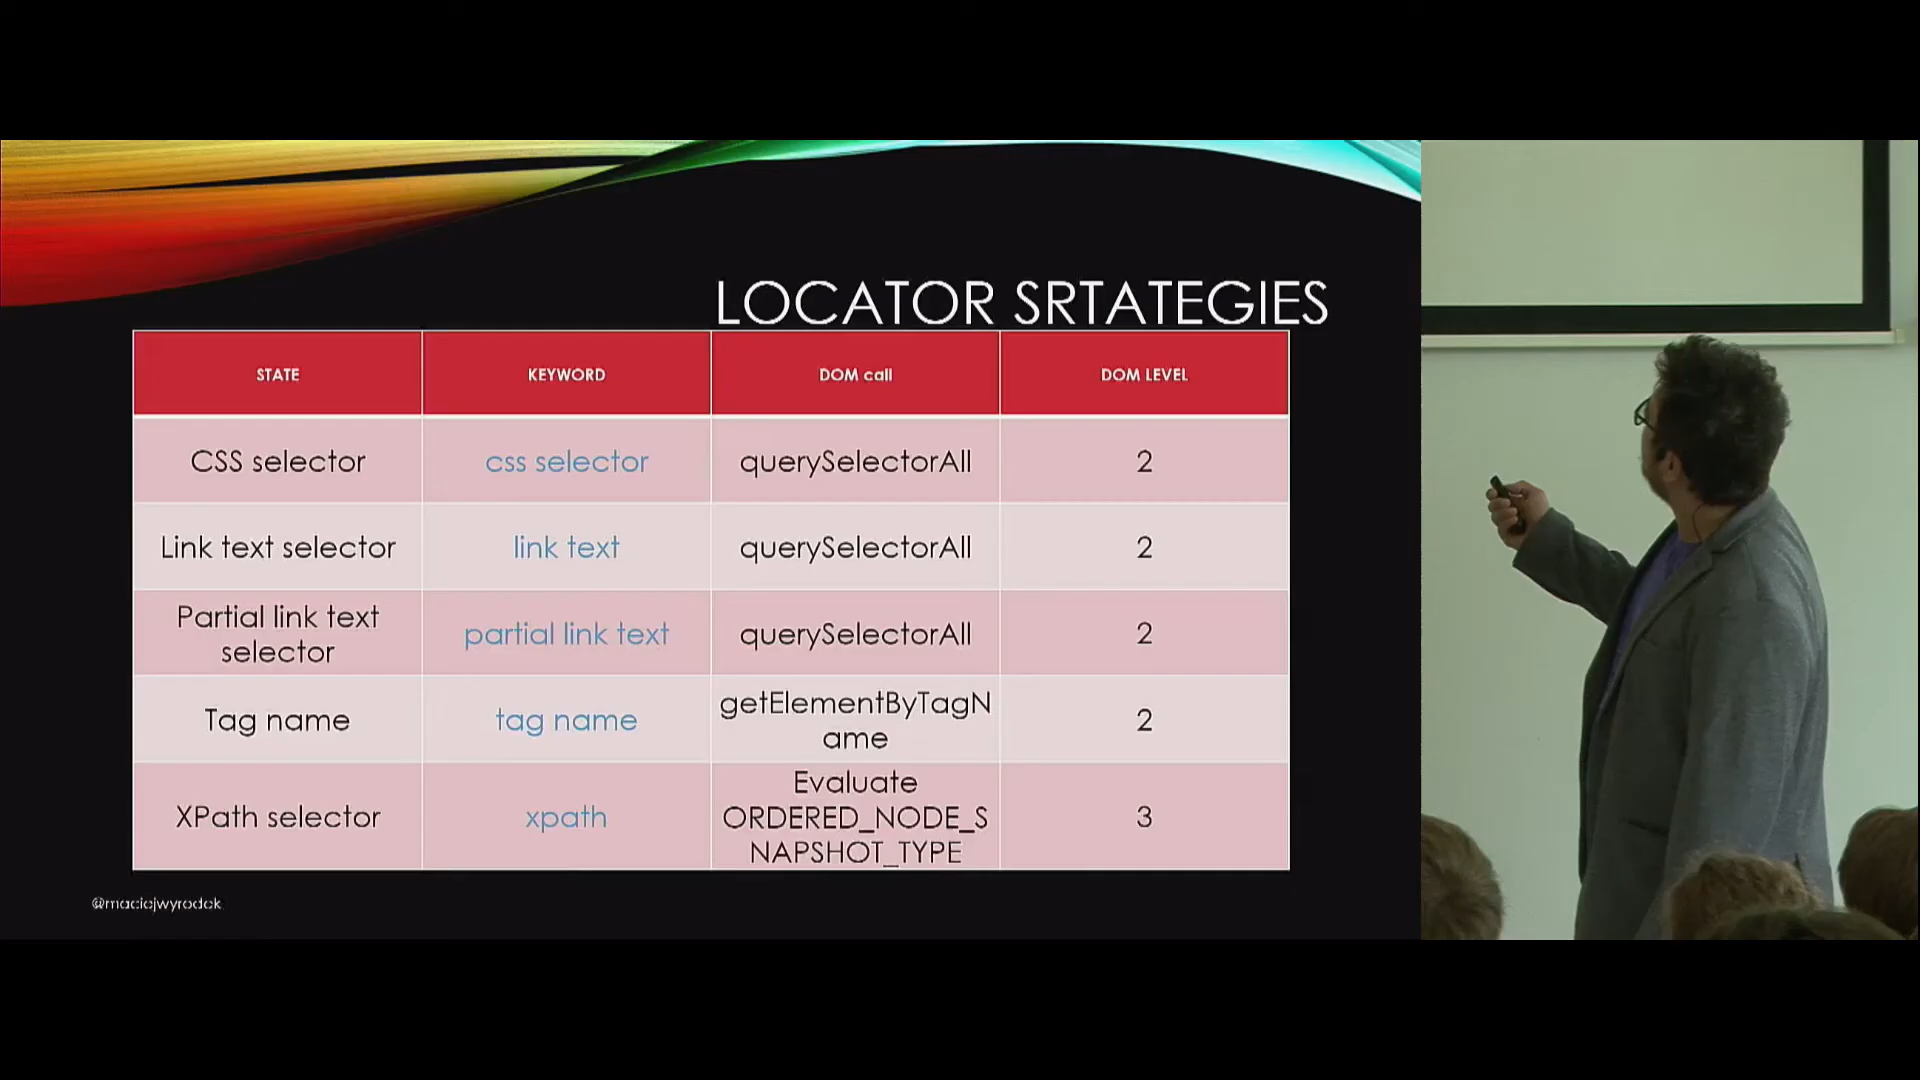 LOCATOR SRTATEGIES
STATE KEYWORD DOM call DOM LEVEL
CSS selector css selector querySelectorAll 2
Link text selector link text querySelectorAll 2
Partial link text
selector
partial link text querySelectorAll 2
Tag name tag name getElementByTagN
ame
2
XPath selector xpath Evaluate
ORDERED_NODE_S
NAPSHOT_TYPE
3
@maciejwyrodek